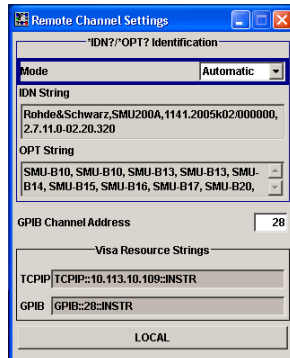 Remote Channel Settings
*IDN?/*OPT? Identification
Mode Automatic
IDN String
Rohde&Schwarz,SMU200A,1141.2005k02/000000,
2.7.11.0-02.20.320
OPT String
SMU-B10, SMU-B10, SMU-B13, SMU-B13, SMU-
B14, SMU-B15, SMU-B16, SMU-B17, SMU-B20,
GPIB Channel Address 28
Visa Resource Strings
TCPIP TCPIP::10.113.10.109::INSTR
GPIB GPIB::28::INSTR
LOCAL